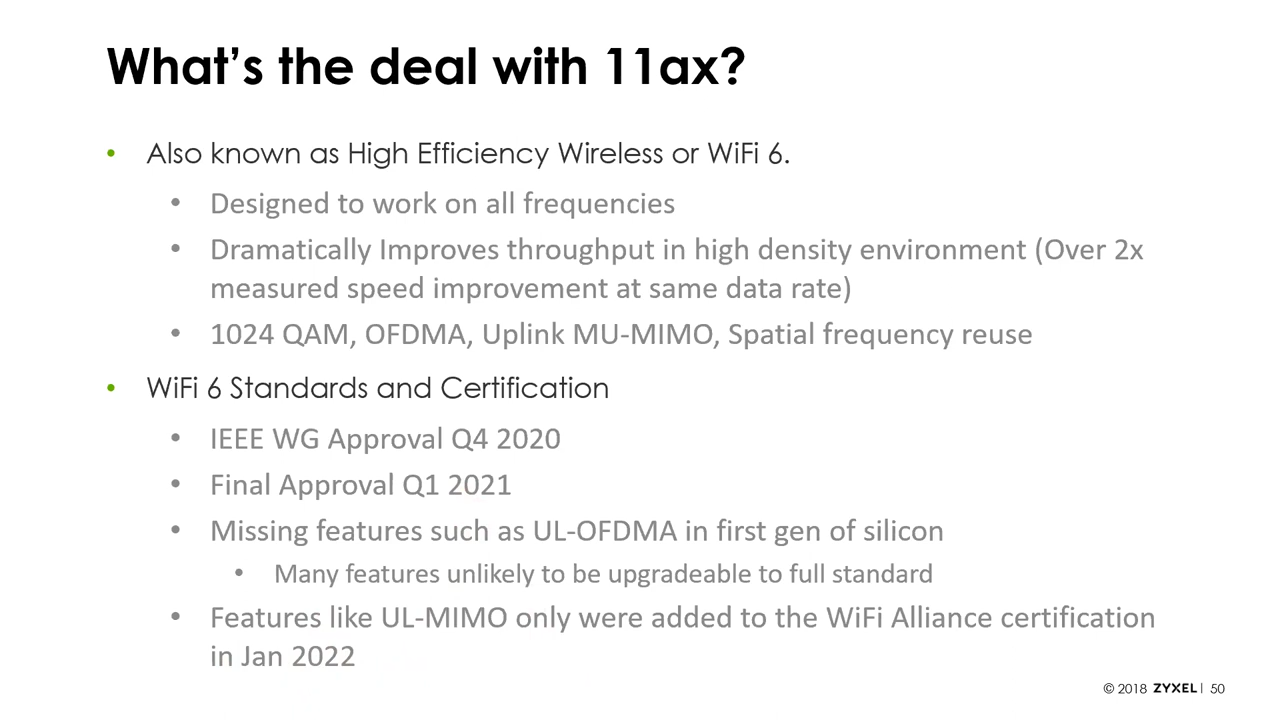 What's the deal with 11ax?
• Also known as High Efficiency Wireless or WiFi 6.
• Designed to work on all frequencies
• Dramatically Improves throughput in high density environment (Over 2x
measured speed improvement at same data rate)
• 1024 QAM, OFDMA, Uplink MU-MIMO, Spatial frequency reuse
• WiFi 6 Standards and Certification
• IEEE WG Approval Q4 2020
• Final Approval Q1 2021
• Missing features such as UL-OFDMA in first gen of silicon
• Many features unlikely to be upgradeable to full standard
• Features like UL-MIMO only were added to the WiFi Alliance certification
in Jan 2022
© 2018 ZYXEL | 50